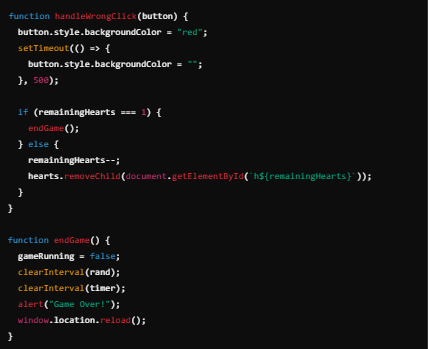 function handleWrongClick(button) {
  button.style.backgroundColor = "red";
  setTimeout(() => {
    button.style.backgroundColor = "";
  }, 500);

  if (remainingHearts === 1) {
    endGame();
  } else {
    remainingHearts--;
    hearts.removeChild(document.getElementById(`h${remainingHearts}`));
  }
}

function endGame() {
  gameRunning = false;
  clearInterval(rand);
  clearInterval(timer);
  alert("Game Over!");
  window.location.reload();
}